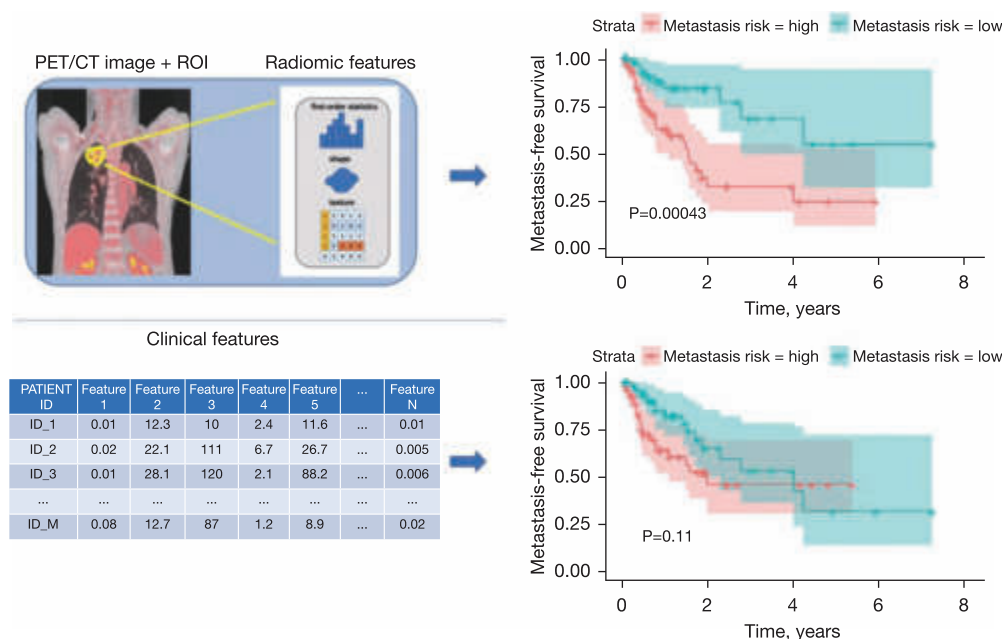 PET/CT image + ROI
Radiomic features
first-order statistics
shape
texture
Strata Metastasis risk = high Metastasis risk = low
Metastasis-free survival
1.00
0.75
0.50
0.25
0.00
P=0.00043
0 2 4 6 8
Time, years
Clinical features
PATIENT ID Feature 1 Feature 2 Feature 3 Feature 4 Feature 5 ... Feature N
ID_1 0.01 12.3 10 2.4 11.6 ... 0.01
ID_2 0.02 22.1 111 6.7 26.7 ... 0.005
ID_3 0.01 28.1 120 2.1 88.2 ... 0.006
... ... ... ... ... ... ...
ID_M 0.08 12.7 87 1.2 8.9 ... 0.02
Strata Metastasis risk = high Metastasis risk = low
Metastasis-free survival
1.00
0.75
0.50
0.25
0.00
P=0.11
0 2 4 6 8
Time, years